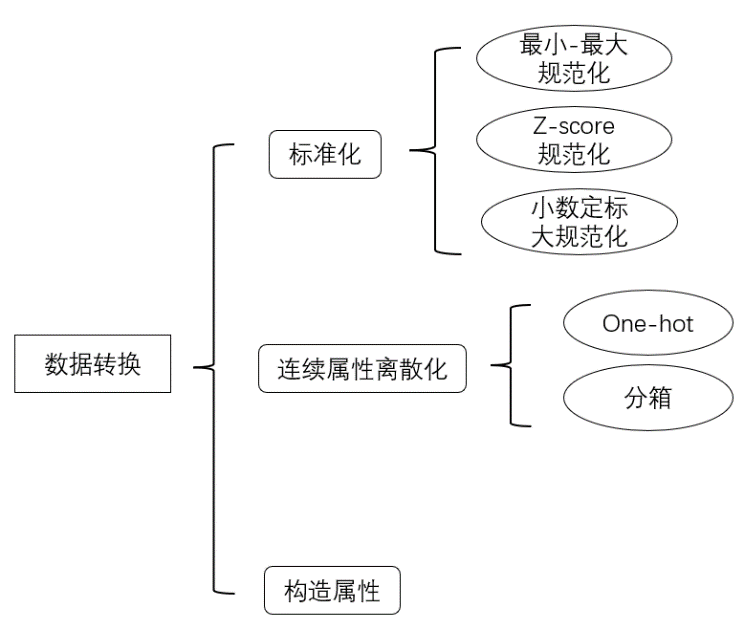 最小-最大
规范化
Z-score
规范化
标准化
小数定标
大规范化
One-hot
数据转换
连续属性离散化
分箱
构造属性